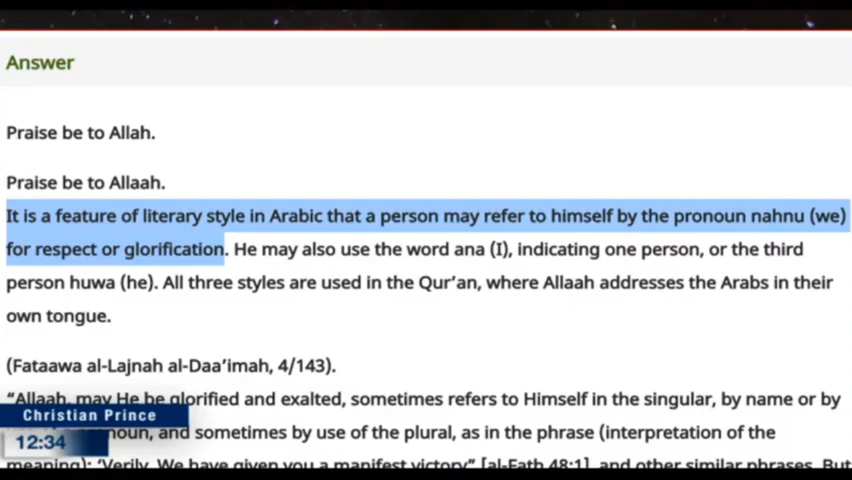 Answer
Praise be to Allah.
Praise be to Allaah.
It is a feature of literary style in Arabic that a person may refer to himself by the pronoun nahnu (we)
for respect or glorification. He may also use the word ana (I), indicating one person, or the third
person huwa (he). All three styles are used in the Qur’an, where Allaah addresses the Arabs in their
own tongue.
(Fataawa al-Lajnah al-Daa’imah, 4/143).
“Allaah, may He be glorified and exalted, sometimes refers to Himself in the singular, by name or by
Christian Prince
and sometimes by use of the plural, as in the phrase (interpretation of the
12:34
meaning): ‘Verily, We have given you a manifest victory” [al-Fath 48:1], and other similar phrases. But